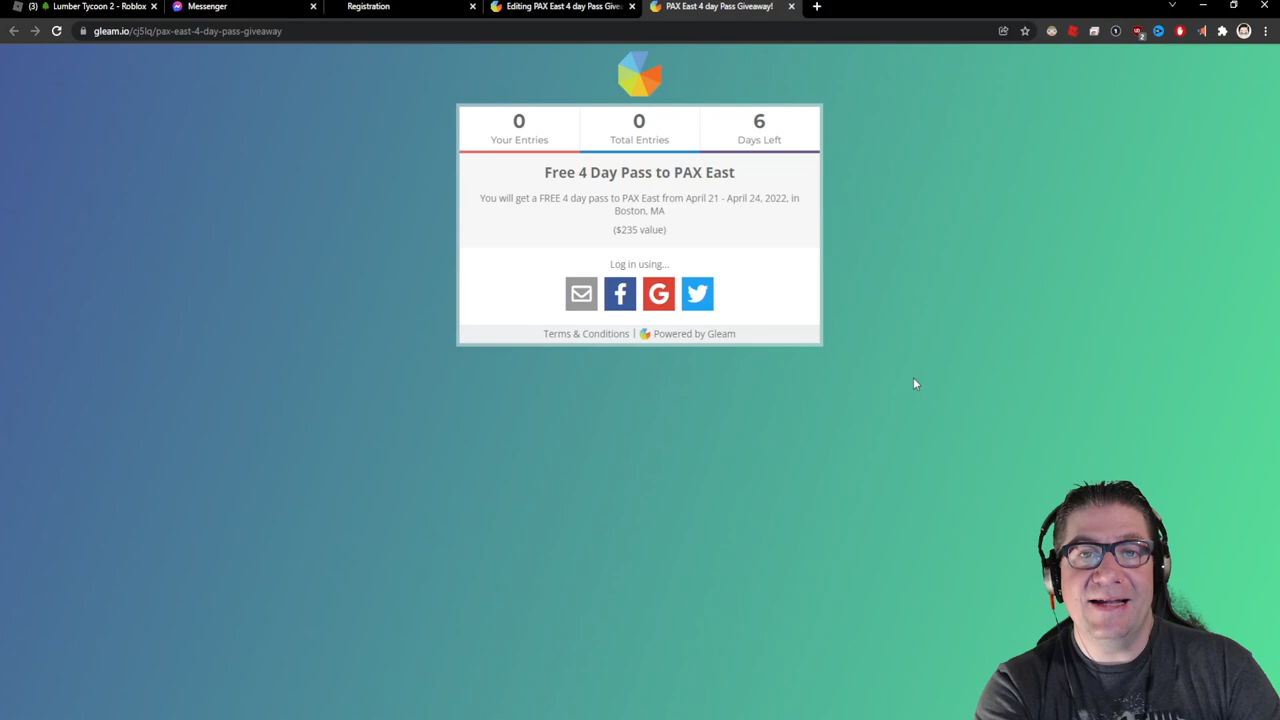 (3) Lumber Tycoon 2 - Roblox
Messenger
Registration
Editing PAX East 4 day Pass Give
PAX East 4 day Pass Giveaway!
gleam.io/cj5lq/pax-east-4-day-pass-giveaway
2
0
0
6
Your Entries
Total Entries
Days Left
Free 4 Day Pass to PAX East
You will get a FREE 4 day pass to PAX East from April 21 - April 24, 2022, in
Boston, MA
($235 value)
Log in using...
Terms & Conditions | Powered by Gleam